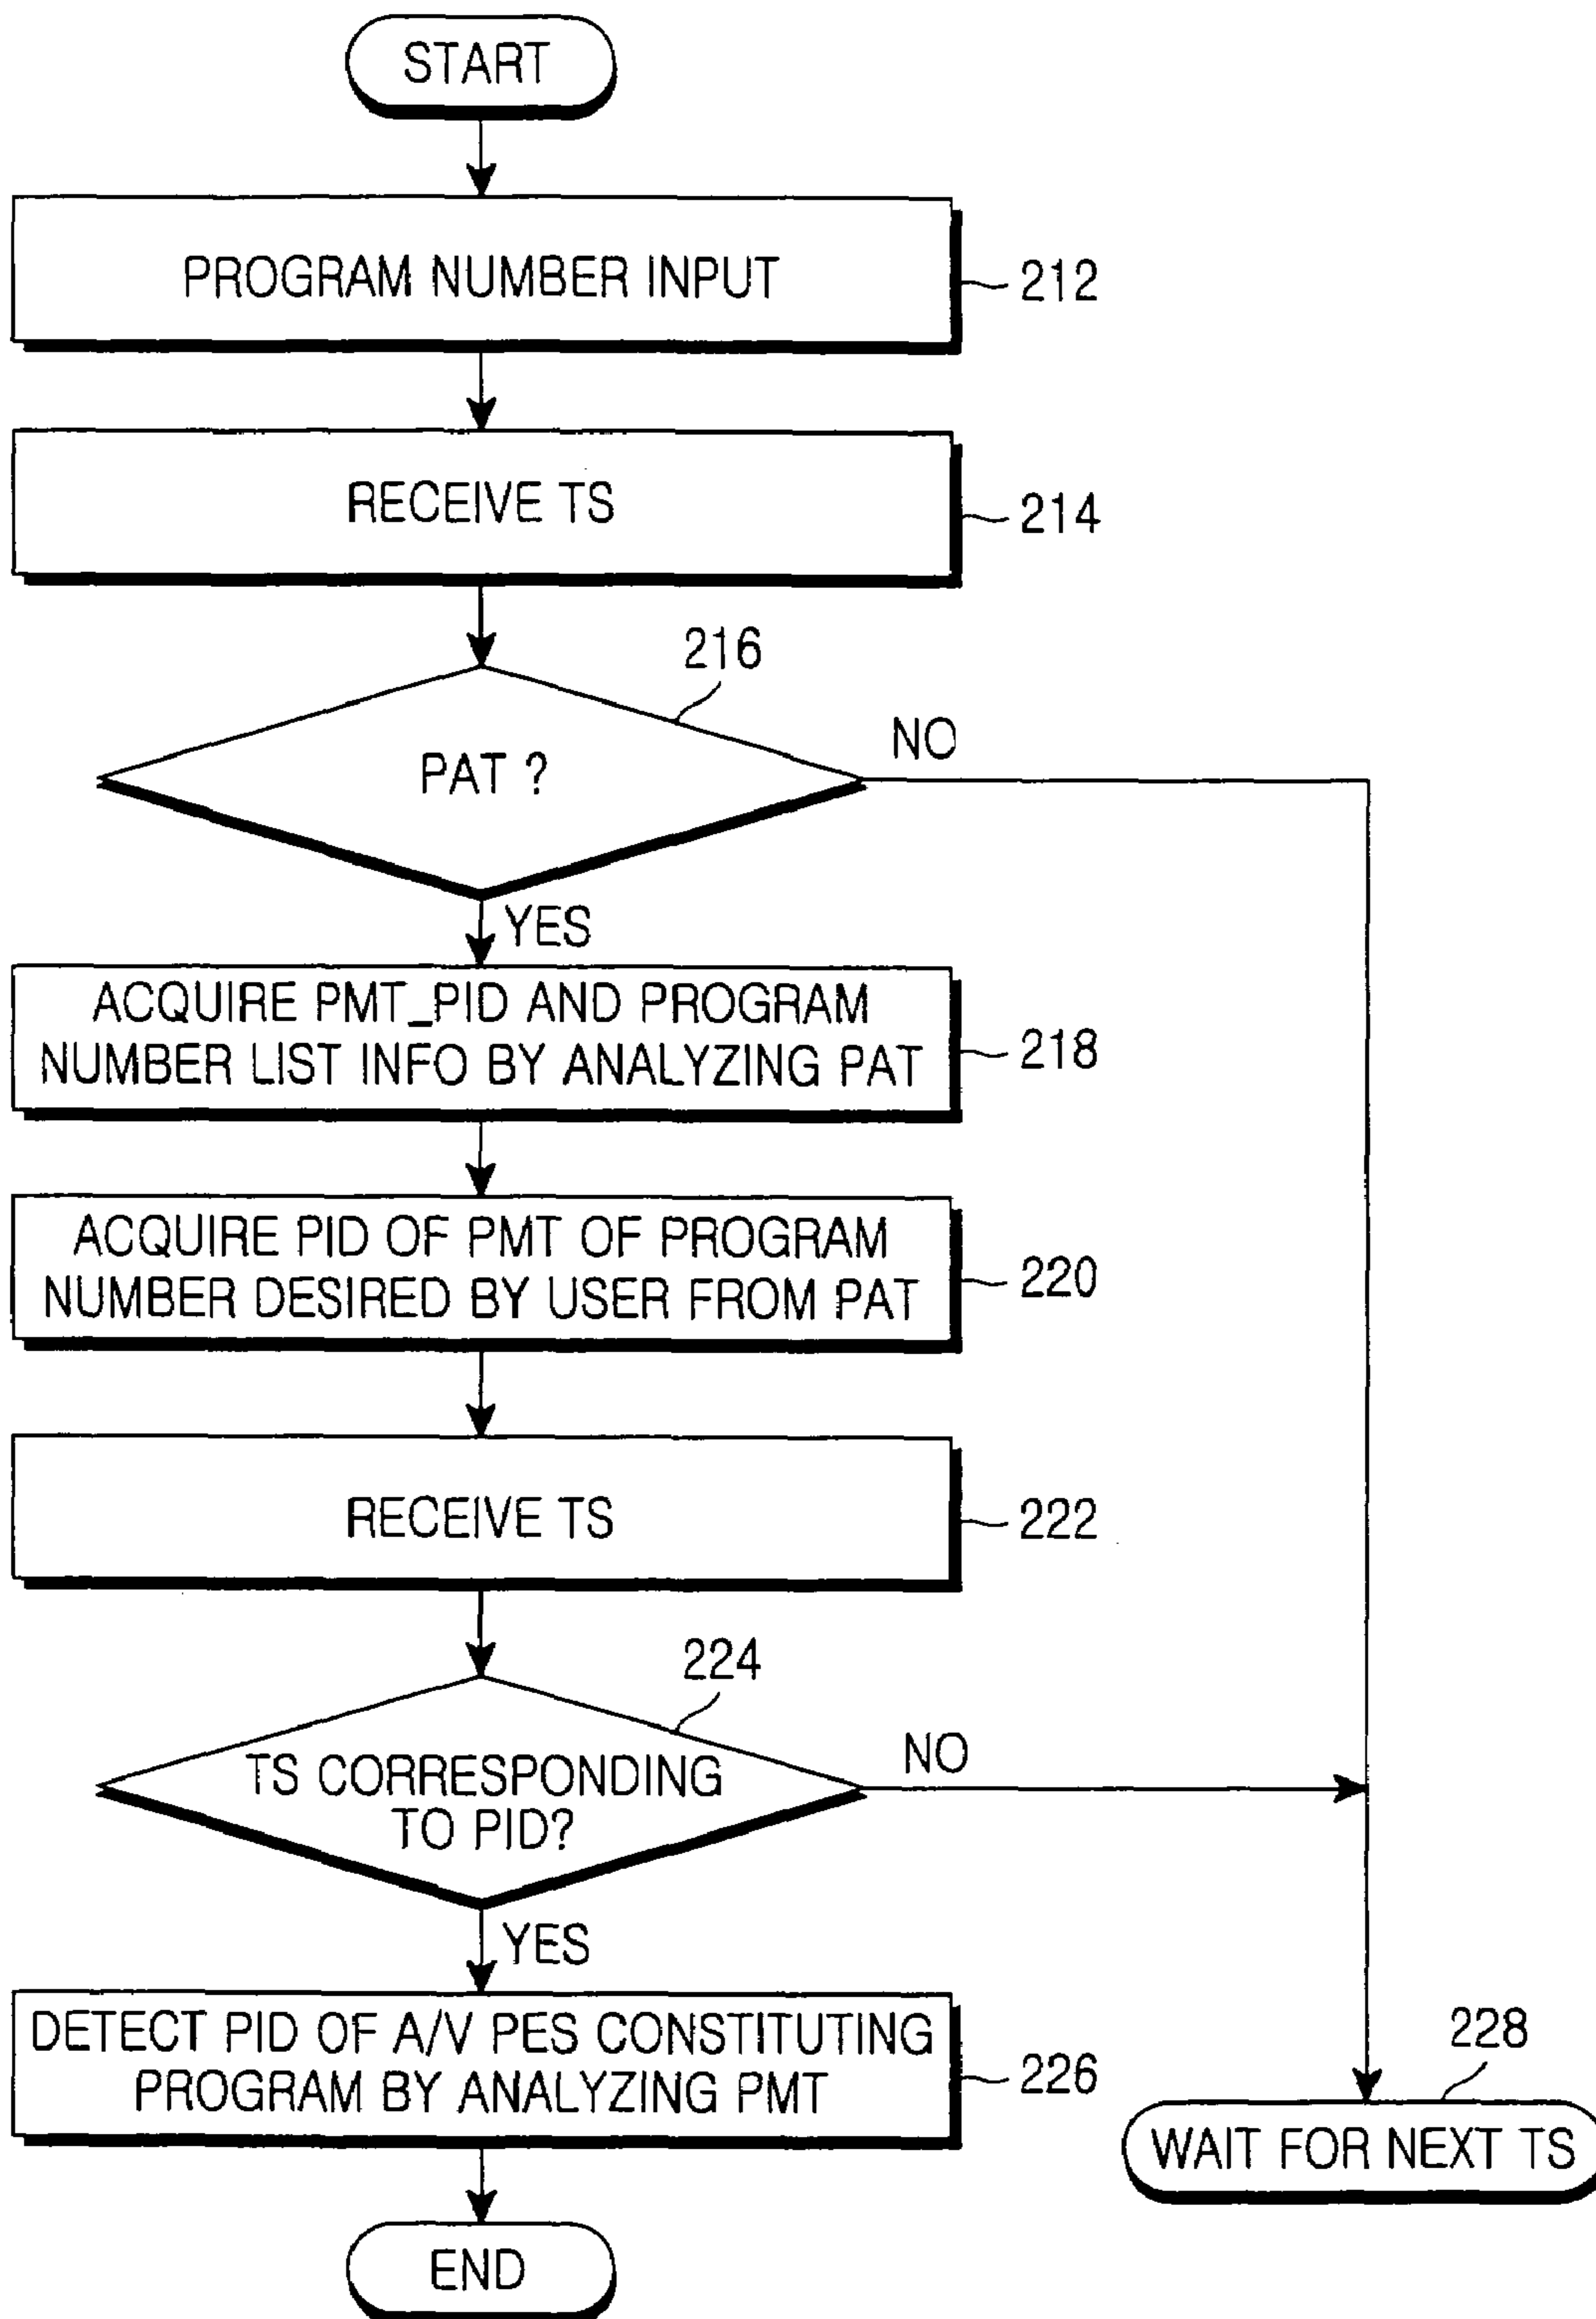 START
PROGRAM NUMBER INPUT
212
RECEIVE TS
214
216
PAT ?
NO
YES
ACQUIRE PMT_PID AND PROGRAM
NUMBER LIST INFO BY ANALYZING PAT
218
ACQUIRE PID OF PMT OF PROGRAM
NUMBER DESIRED BY USER FROM PAT
220
RECEIVE TS
222
224
TS CORRESPONDING
TO PID?
NO
YES
DETECT PID OF A/V PES CONSTITUTING
PROGRAM BY ANALYZING PMT
226
228
WAIT FOR NEXT TS
END